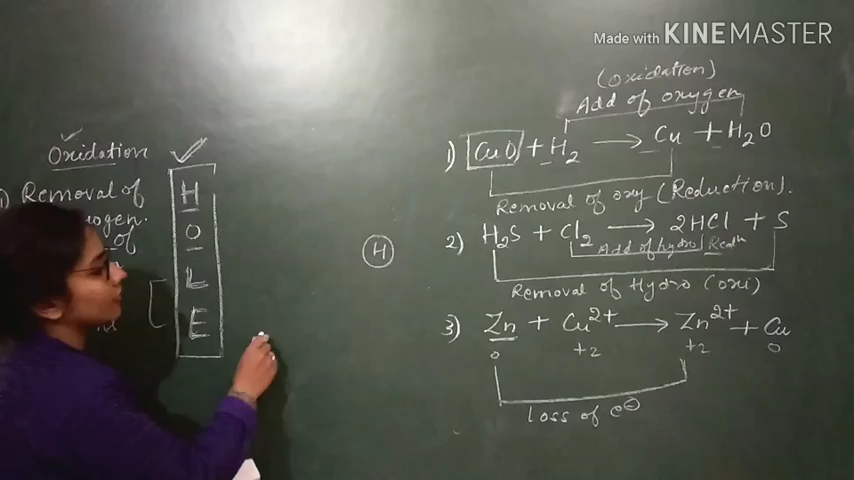 Made with KINEMASTER
Oxidation
Removal of
of
H
O
L
E
H
(Oxidation)
Add of oxygen
1) CuO + H2 → Cu + H2O
Removal of oxy (Reduction).
2) H2S + Cl2 → 2HCl + S
Add of hydro
Removal of Hydro (oxi)
3) Zn + Cu2+ → Zn2+ + Cu
0 +2 +2 0
Loss of e⊖